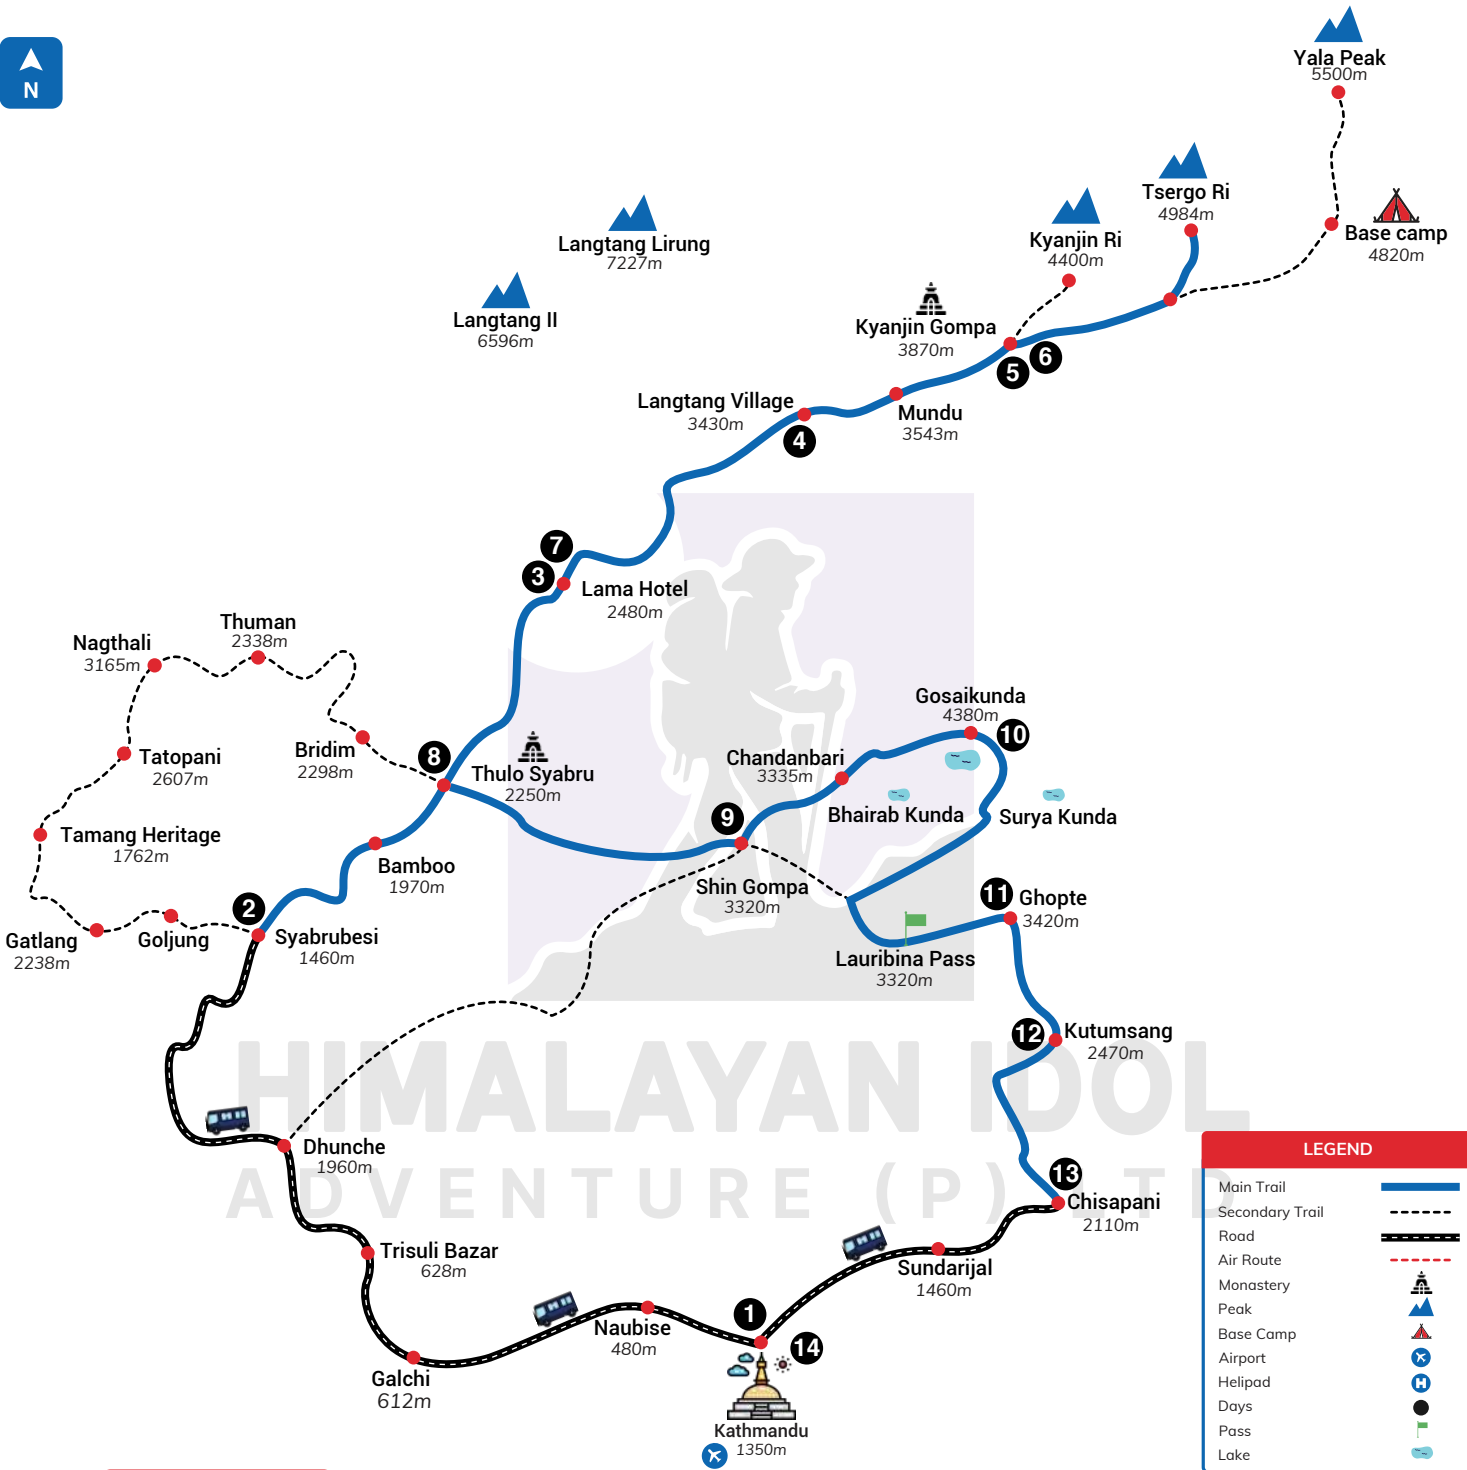 N
Yala Peak
5500m
Tsergo Ri
4984m
Base camp
4820m
Kyanjin Ri
4400m
Langtang Lirung
7227m
Langtang II
6596m
Kyanjin Gompa
3870m
5
6
Langtang Village
3430m
4
Mundu
3543m
7
3
Lama Hotel
2480m
Thuman
2338m
Nagthali
3165m
Tatopani
2607m
Bridim
2298m
8
Thulo Syabru
2250m
Gosaikunda
4380m
10
Chandanbari
3335m
Bhairab Kunda
Surya Kunda
9
Tamang Heritage
1762m
Bamboo
1970m
Shin Gompa
3320m
11
Ghopte
3420m
2
Syabrubesi
1460m
Goljung
Gatlang
2238m
Lauribina Pass
3320m
12
Kutumsang
2470m
HIMALAYAN IDOL
ADVENTURE (P) LTD
Dhunche
1960m
13
Chisapani
2110m
Trisuli Bazar
628m
Sundarijal
1460m
Naubise
480m
1
14
Galchi
612m
Kathmandu
1350m
LEGEND
Main Trail
Secondary Trail
Road
Air Route
Monastery
Peak
Base Camp
Airport
Helipad
H
Days
Pass
Lake